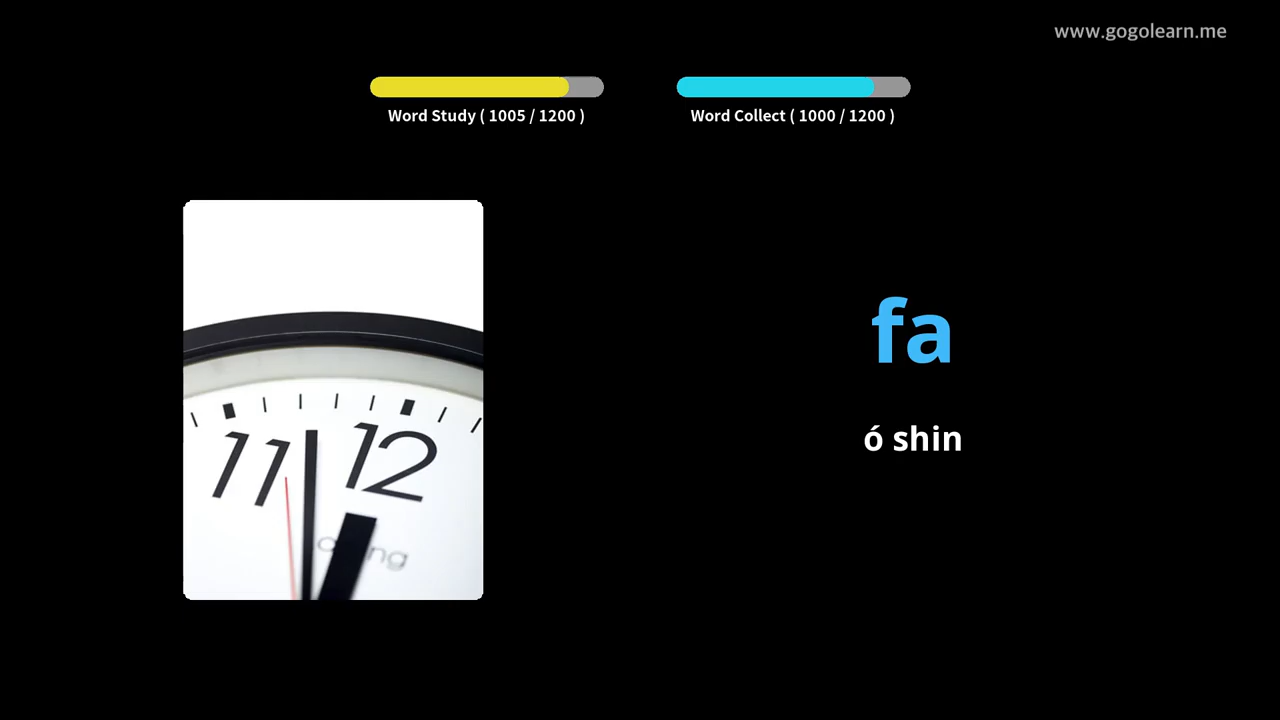 www.gogolearn.me
Word Study ( 1005 / 1200 )
Word Collect ( 1000 / 1200 )
11 12
fa
ó shin